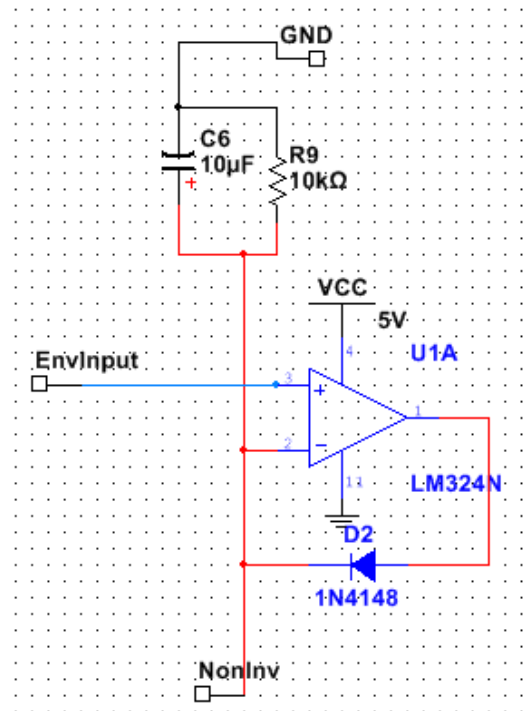 GND
C6
10µF
+
R9
10kΩ
VCC
5V
4
U1A
EnvInput
3
+
1
2
−
11
LM324N
D2
1N4148
NonInv